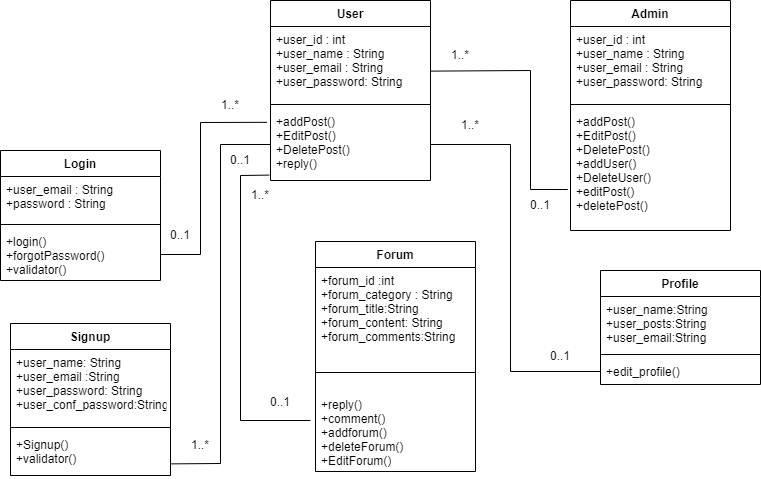 User
+user_id : int
+user_name : String
+user_email : String
+user_password: String
+addPost()
+EditPost()
+DeletePost()
+reply()
Admin
+user_id : int
+user_name : String
+user_email : String
+user_password: String
+addPost()
+EditPost()
+DeletePost()
+addUser()
+DeleteUser()
+editPost()
+deletePost()
1..*
0..1
1..*
0..1
1..*
0..1
0..1
1..*
1..*
0..1
Login
+user_email : String
+password : String
+login()
+forgotPassword()
+validator()
Forum
+forum_id :int
+forum_category : String
+forum_title:String
+forum_content: String
+forum_comments:String
+reply()
+comment()
+addforum()
+deleteForum()
+EditForum()
Profile
+user_name:String
+user_posts:String
+user_email:String
+edit_profile()
Signup
+user_name: String
+user_email :String
+user_password: String
+user_conf_password:String
+Signup()
+validator()